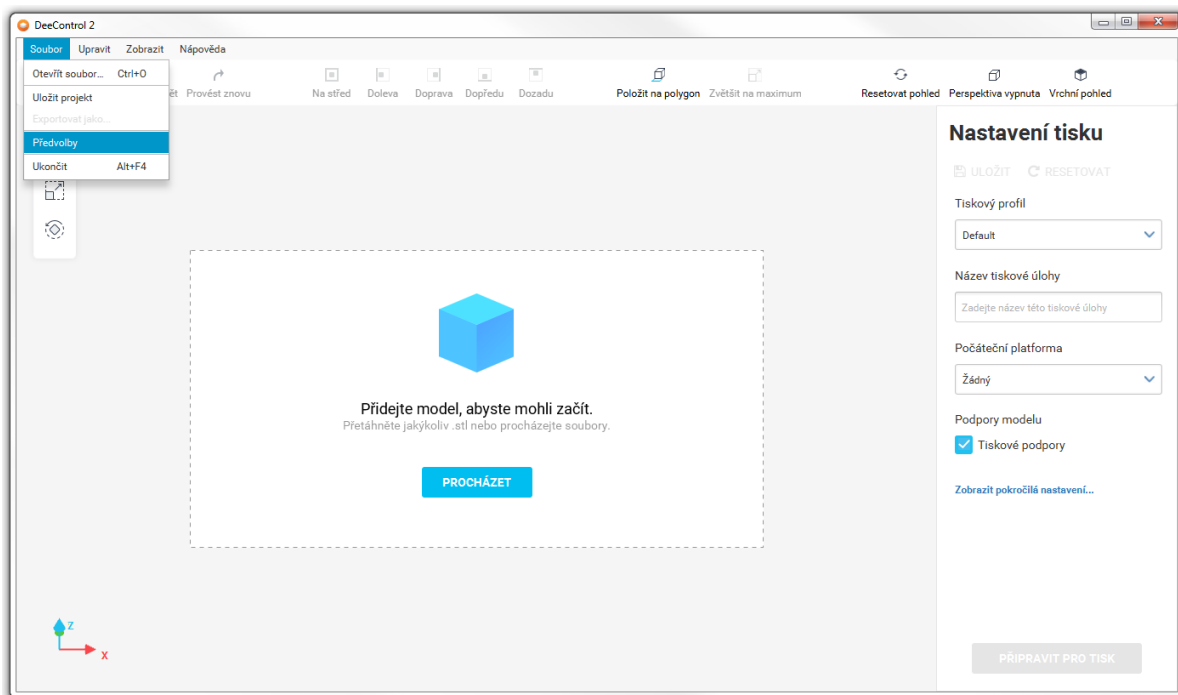 DeeControl 2
Soubor Upravit Zobrazit Nápověda
Otevřít soubor... Ctrl+O
Uložit projekt
Exportovat jako...
Předvolby
Ukončit Alt+F4
Provést znovu Na střed Doleva Doprava Dopředu Dozadu Položit na polygon Zvětšit na maximum Resetovat pohled Perspektiva vypnuta Vrchní pohled
Přidejte model, abyste mohli začít.
Přetáhněte jakýkoliv .stl nebo procházejte soubory.
PROCHÁZET
Z
X
Nastavení tisku
ULOŽIT RESETOVAT
Tiskový profil
Default
Název tiskové úlohy
Zadejte název této tiskové úlohy
Počáteční platforma
Žádný
Podpory modelu
Tiskové podpory
Zobrazit pokročilá nastavení...
PŘIPRAVIT PRO TISK